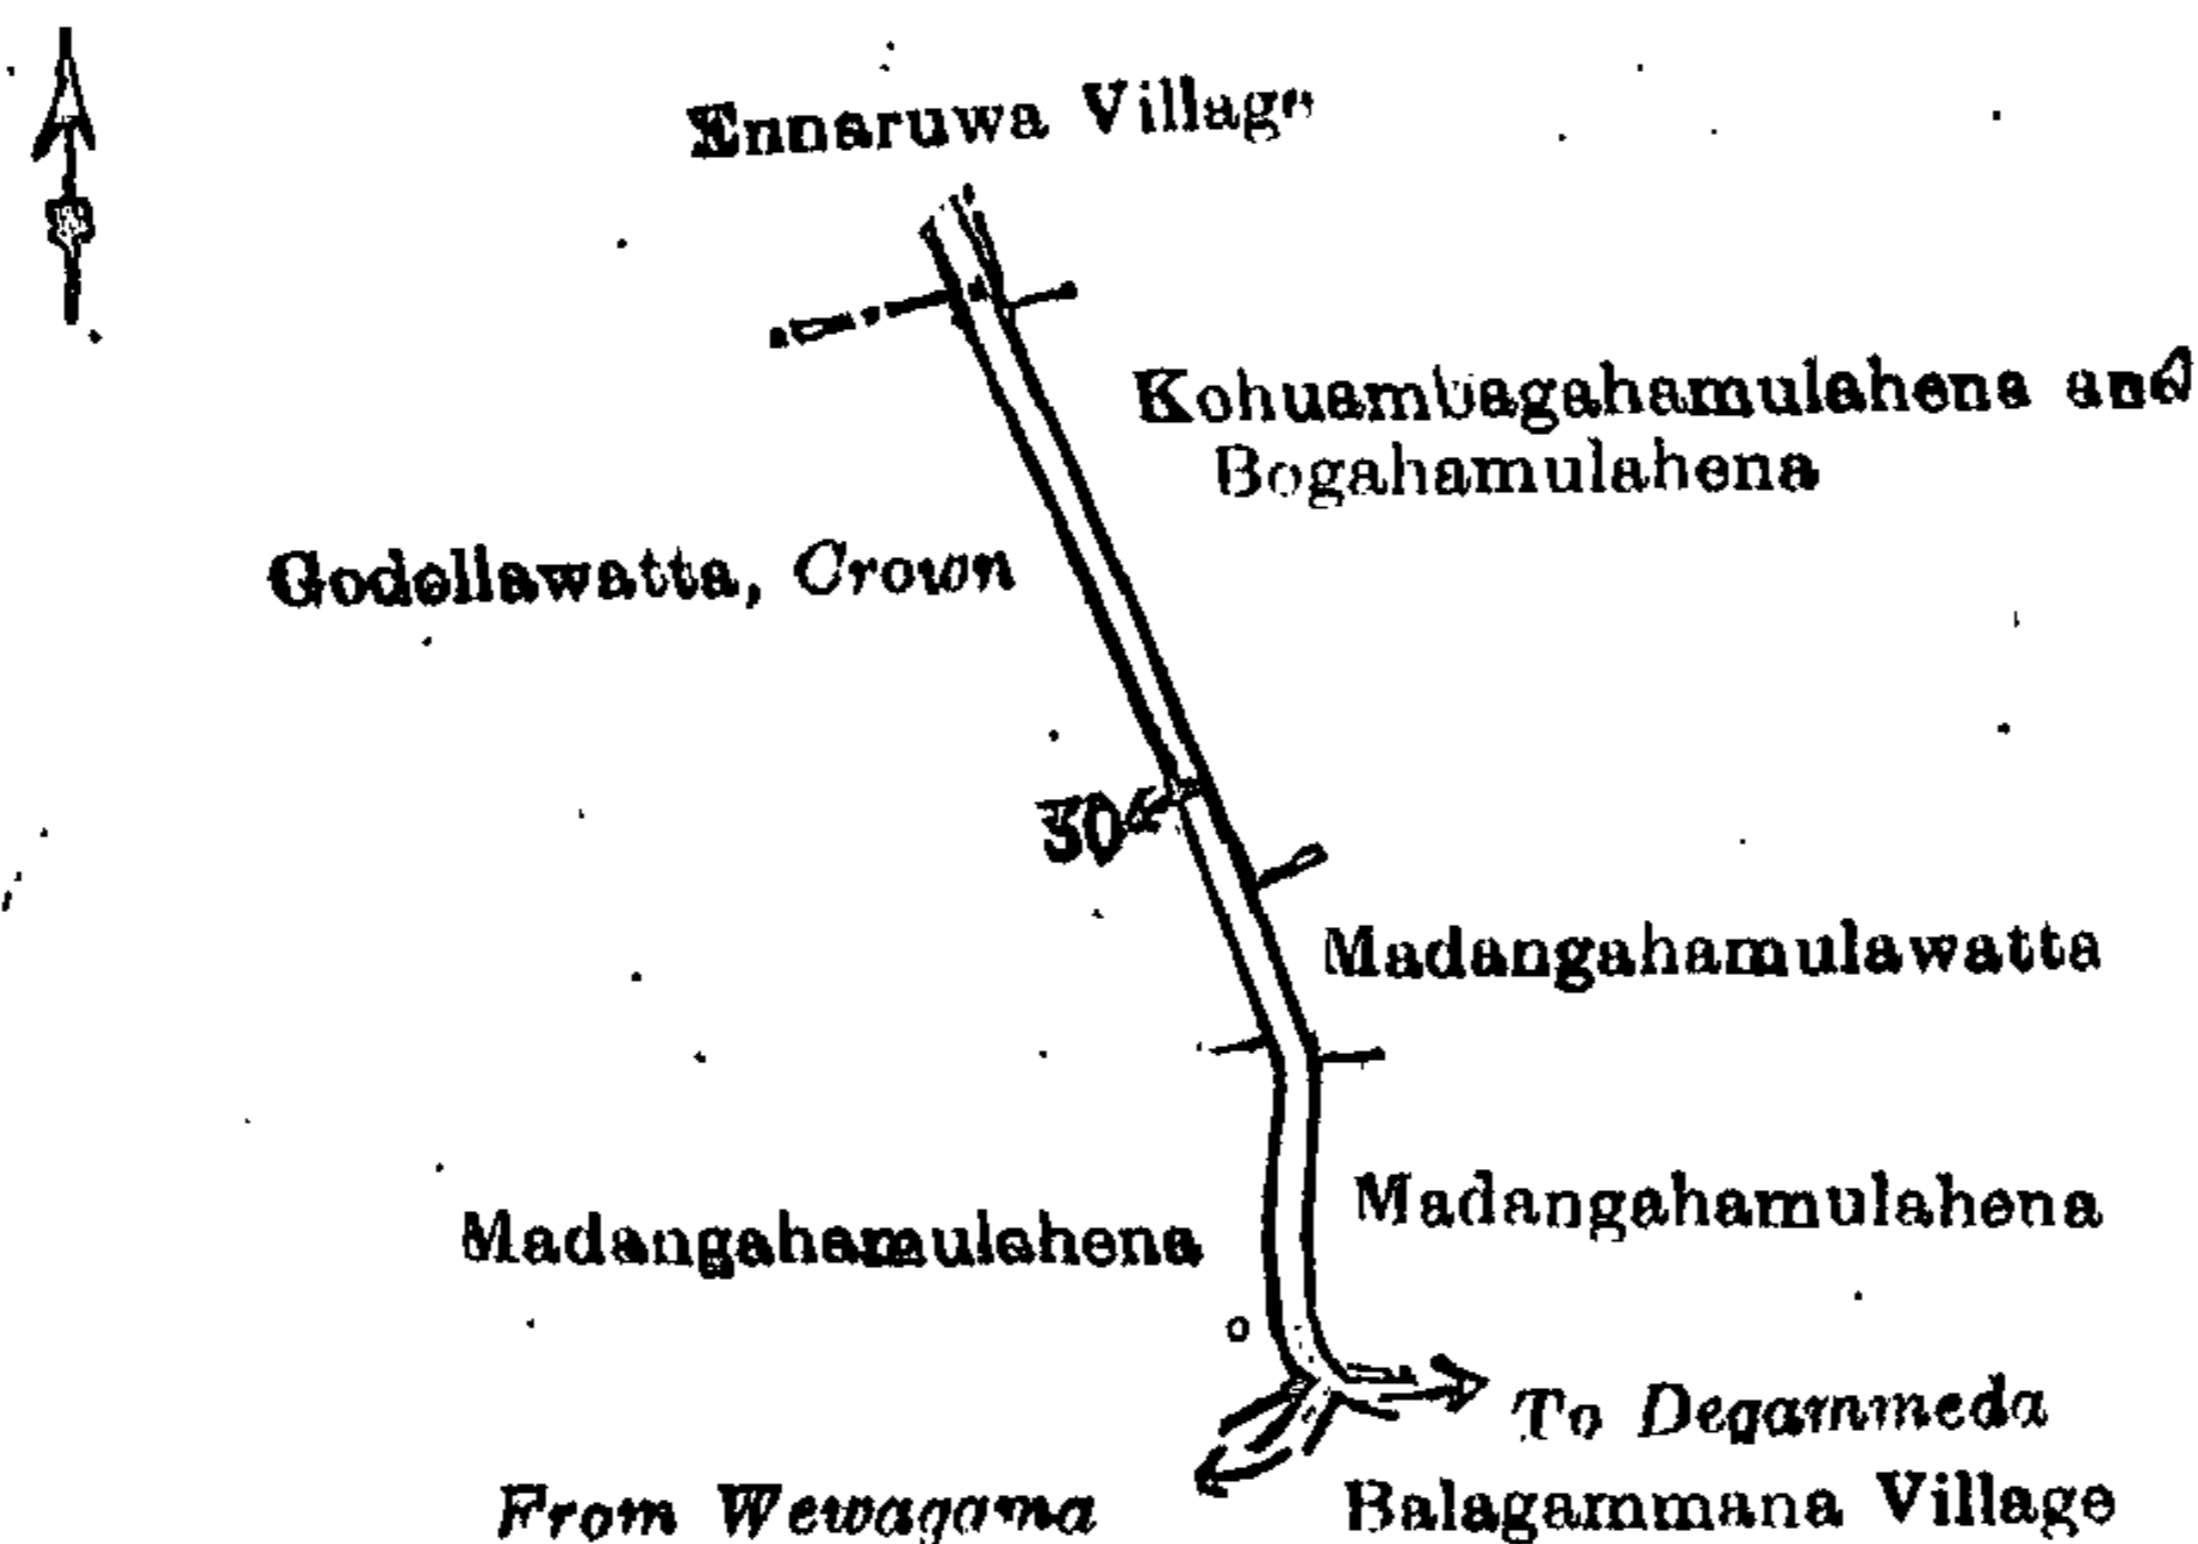 Ennaruwa Village
Kohuambagahamulahena and
Bogahamulahena
Godellawatta, Crown
30
Madangahamulawatta
Madangahamulahena
Madangahamulahena
To Degammeda
From Wewagama
Balagammana Village